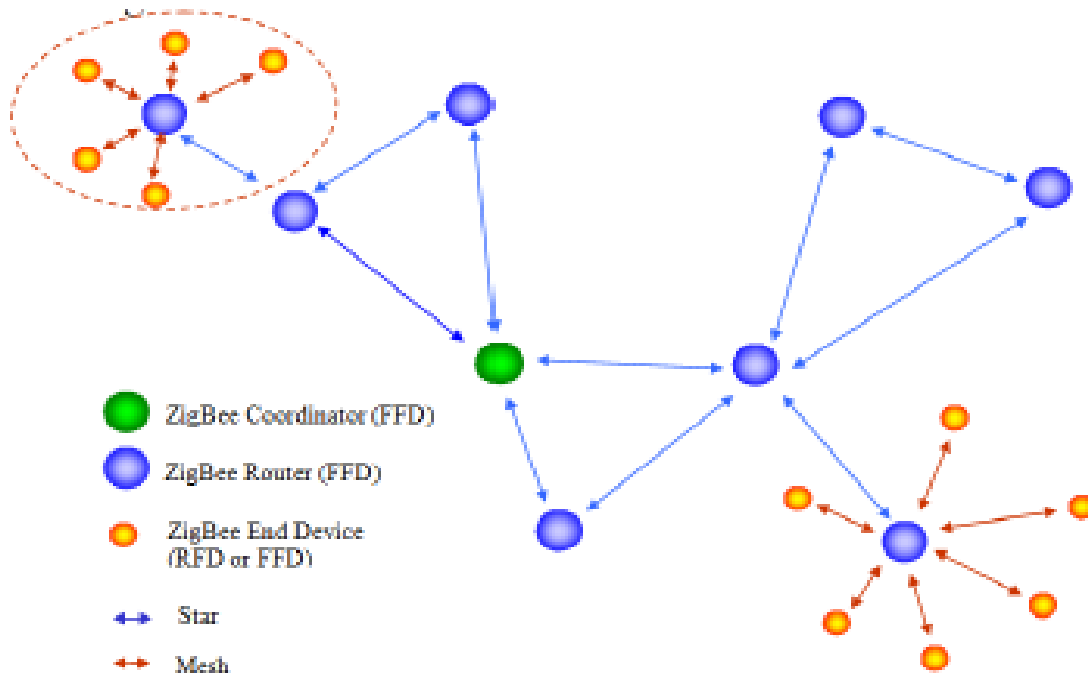 ZigBee Coordinator (FFD)
ZigBee Router (FFD)
ZigBee End Device
(RFD or FFD)
Star
Mesh